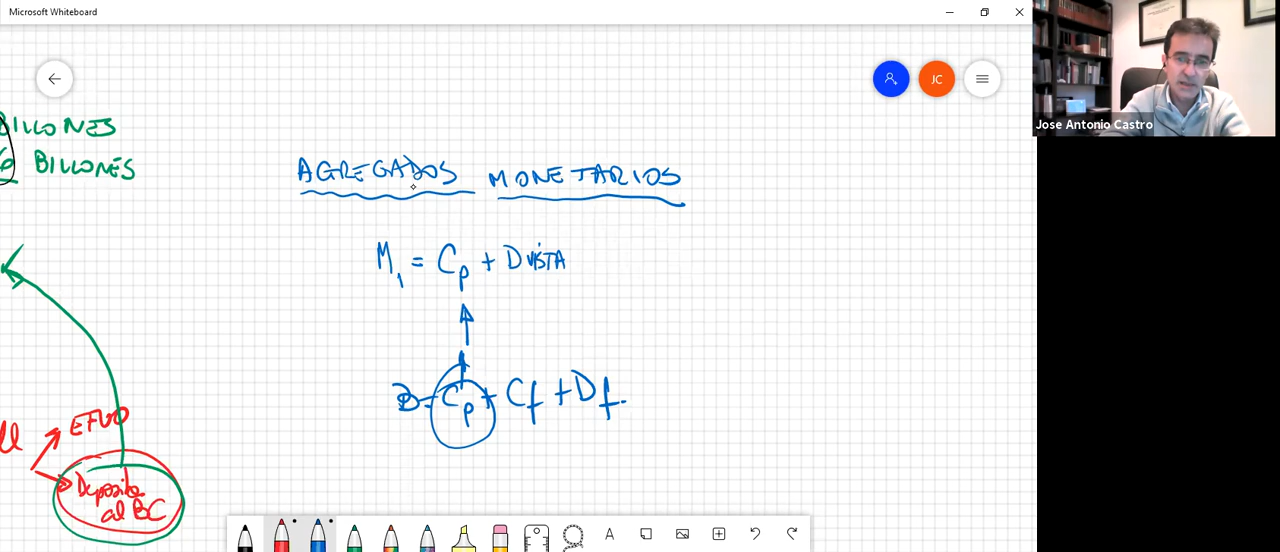 Microsoft Whiteboard
JC
Jose Antonio Castro
BILLONES
6 BILLONES
AGREGADOS MONETARIOS
M1 = Cp + D VISTA
B = Cp + Cf + Df.
EFVO
Deposito
al BC
A